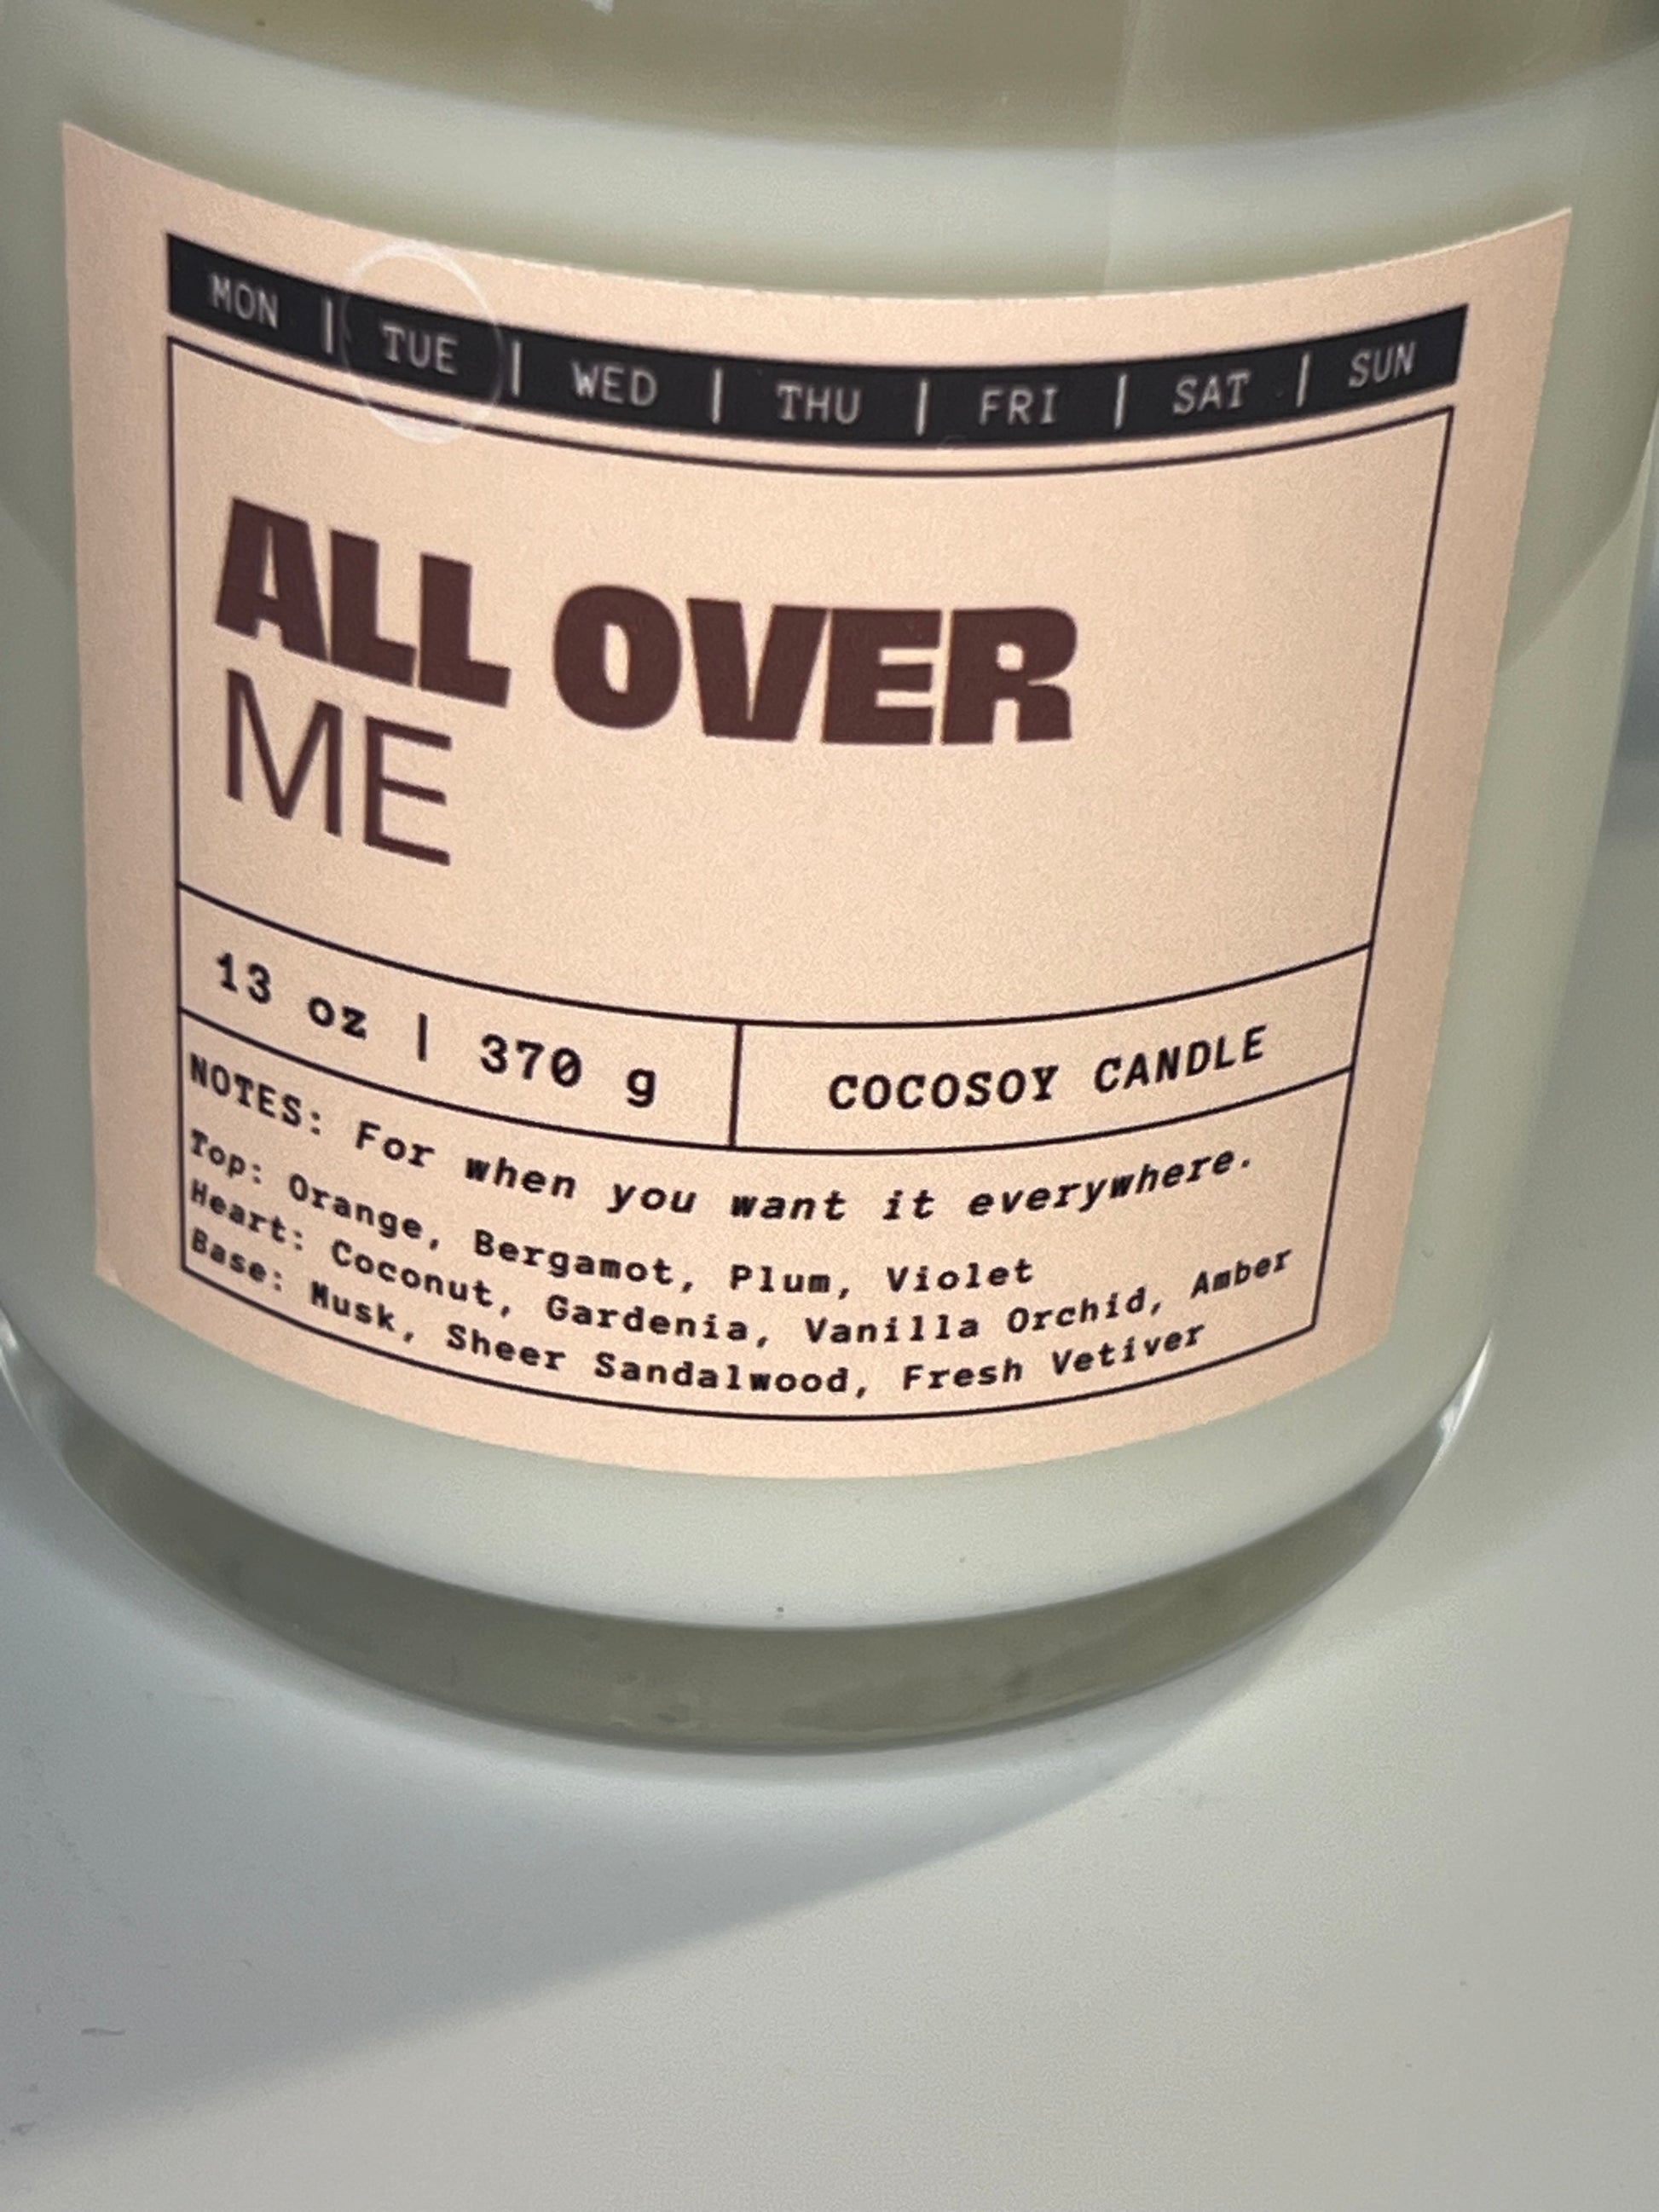 MON | TUE | WED | THU | FRI | SAT | SUN
ALL OVER
ME
13 oz | 370 g
COCOSOY CANDLE
NOTES: For when you want it everywhere.
Top: Orange, Bergamot, Plum, Violet
Heart: Coconut, Gardenia, Vanilla Orchid, Amber
Base: Musk, Sheer Sandalwood, Fresh Vetiver